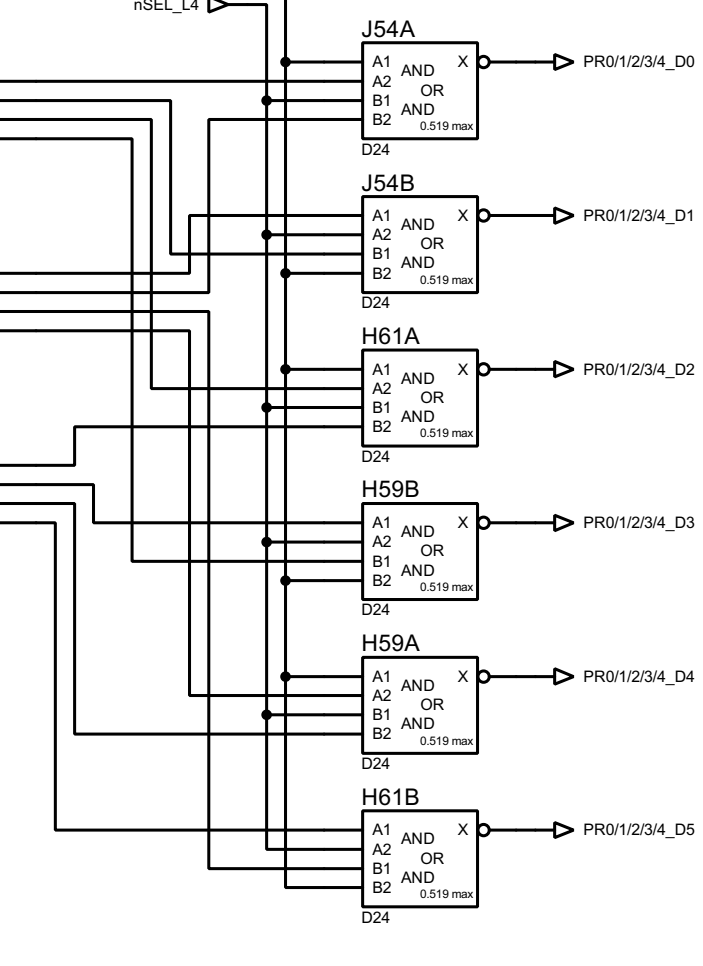 nSEL_L4
J54A
A1 AND X PR0/1/2/3/4_D0
A2 OR
B1 AND
B2 0.519 max
D24
J54B
A1 AND X PR0/1/2/3/4_D1
A2 OR
B1 AND
B2 0.519 max
D24
H61A
A1 AND X PR0/1/2/3/4_D2
A2 OR
B1 AND
B2 0.519 max
D24
H59B
A1 AND X PR0/1/2/3/4_D3
A2 OR
B1 AND
B2 0.519 max
D24
H59A
A1 AND X PR0/1/2/3/4_D4
A2 OR
B1 AND
B2 0.519 max
D24
H61B
A1 AND X PR0/1/2/3/4_D5
A2 OR
B1 AND
B2 0.519 max
D24